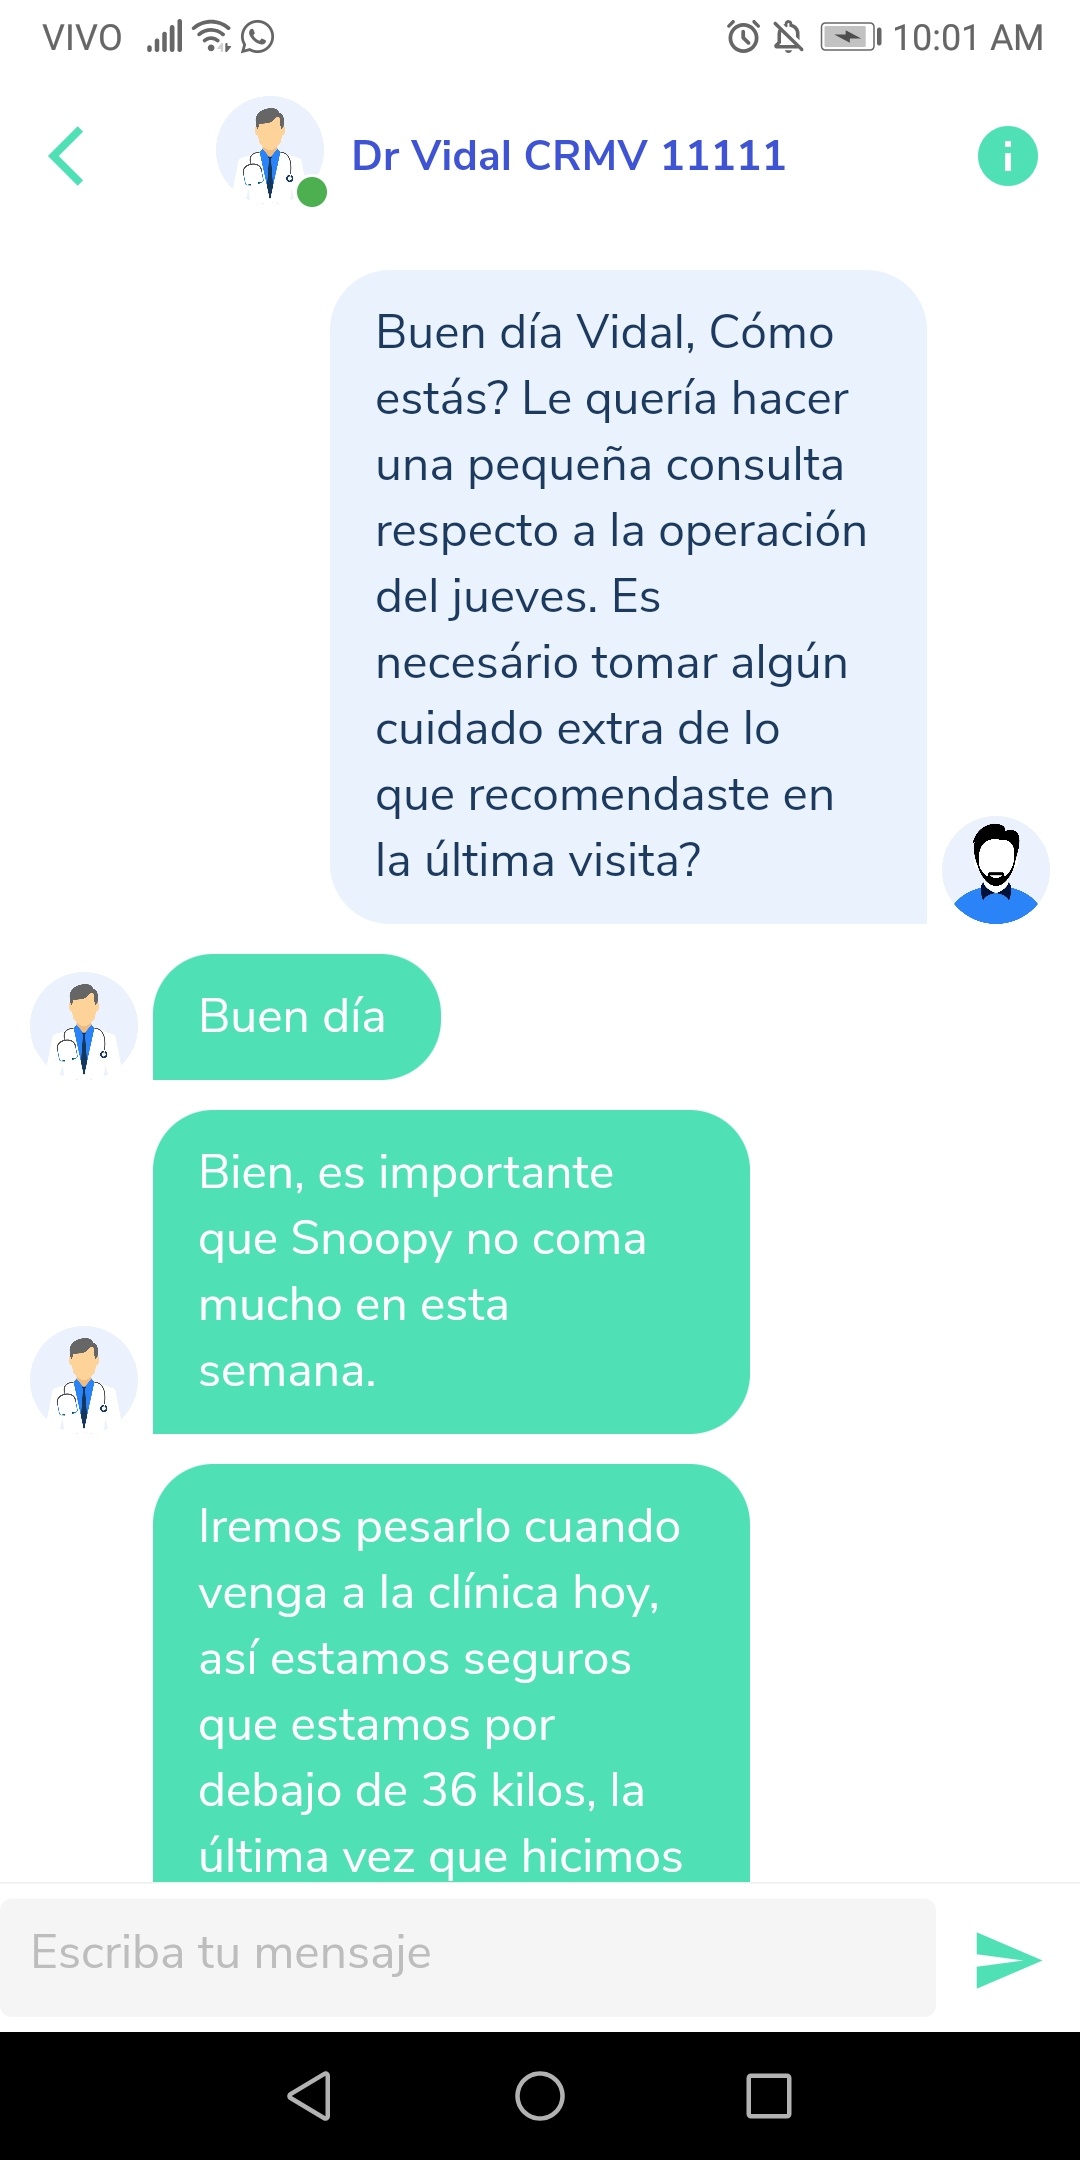 VIVO 10:01 AM
Dr Vidal CRMV 11111
Buen día Vidal, Cómo
estás? Le quería hacer
una pequeña consulta
respecto a la operación
del jueves. Es
necesário tomar algún
cuidado extra de lo
que recomendaste en
la última visita?
Buen día
Bien, es importante
que Snoopy no coma
mucho en esta
semana.
Iremos pesarlo cuando
venga a la clínica hoy,
así estamos seguros
que estamos por
debajo de 36 kilos, la
última vez que hicimos
Escriba tu mensaje